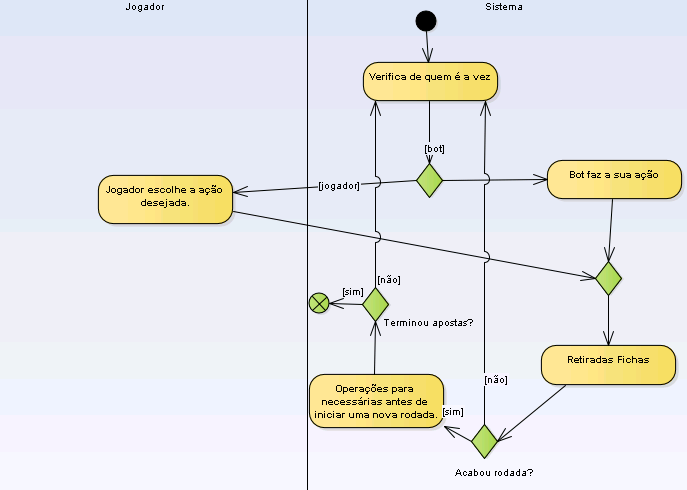 Jogador
Sistema
Verifica de quem é a vez
[bot]
[jogador]
Jogador escolhe a ação
desejada.
Bot faz a sua ação
[não]
[sim]
Terminou apostas?
Retiradas Fichas
Operações para
necessárias antes de
iniciar uma nova rodada.
[não]
[sim]
Acabou rodada?